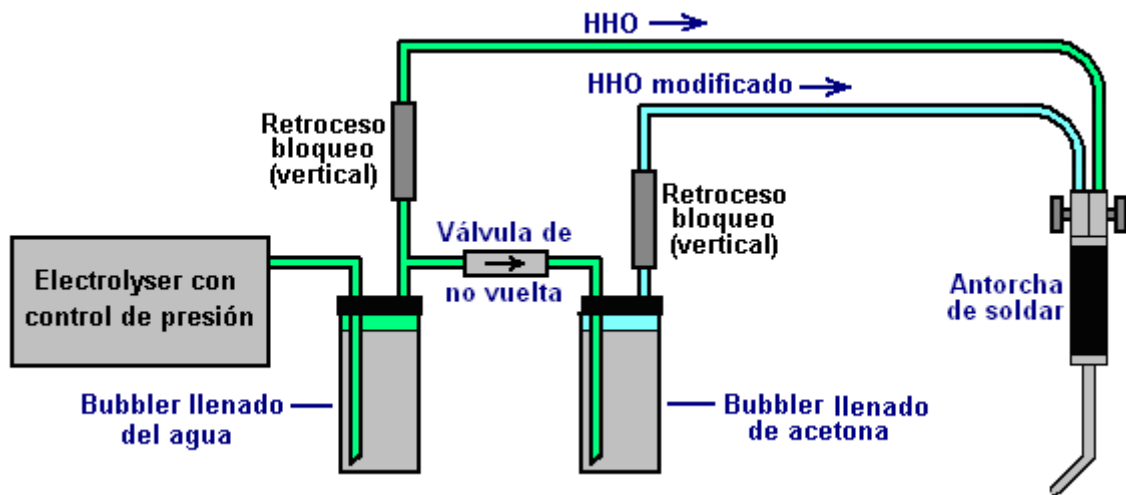 HHO
HHO modificado
Retroceso
bloqueo
(vertical)
Retroceso
bloqueo
(vertical)
Válvula de
no vuelta
Electrolyser con
control de presión
Antorcha
de soldar
Bubbler llenado
del agua
Bubbler llenado
de acetona